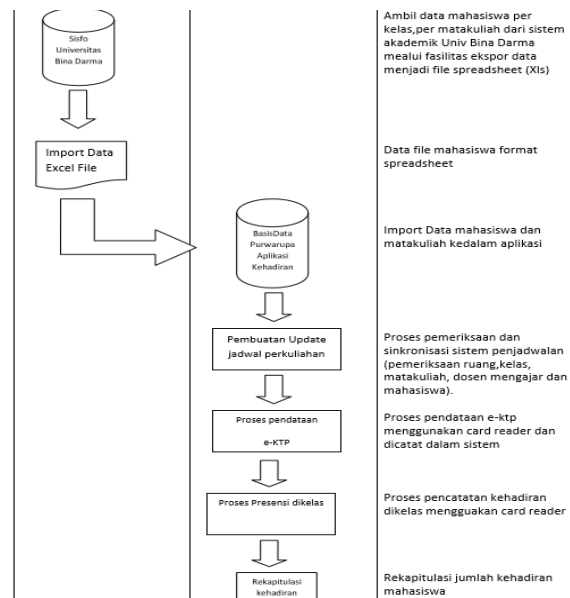 Sisfo
Universitas
Bina Darma
Ambil data mahasiswa per
kelas,per matakuliah dari sistem
akademik Univ Bina Darma
mealui fasilitas ekspor data
menjadi file spreadsheet (Xls)
Import Data
Excel File
Data file mahasiswa format
spreadsheet
BasisData
Purwarupa
Aplikasi
Kehadiran
Import Data mahasiswa dan
matakuliah kedalam aplikasi
Pembuatan Update
jadwal perkuliahan
Proses pemeriksaan dan
sinkronisasi sistem penjadwalan
(pemeriksaan ruang,kelas,
matakuliah, dosen mengajar dan
mahasiswa).
Proses pendataan
e-KTP
Proses pendataan e-ktp
menggunakan card reader dan
dicatat dalam sistem
Proses Presensi dikelas
Proses pencatatan kehadiran
dikelas mengguakan card reader
Rekapitulasi
kehadiran
Rekapitulasi jumlah kehadiran
mahasiswa